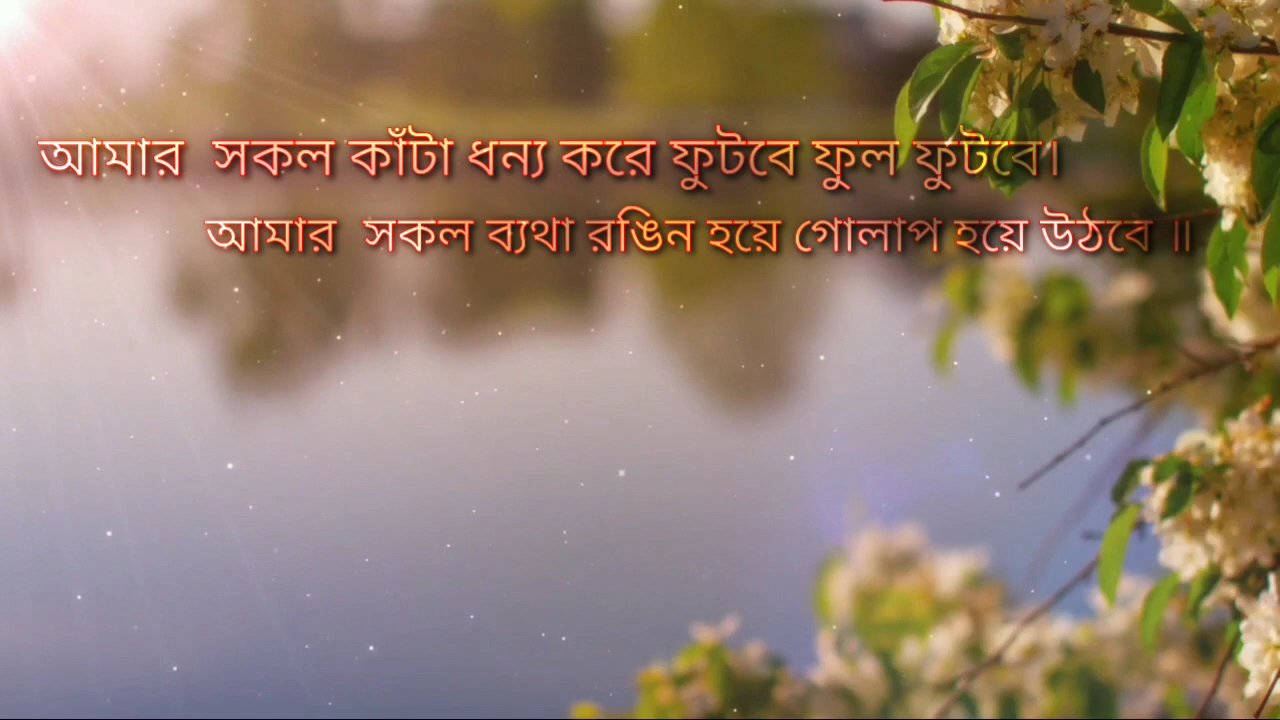 আমার সকল কাঁটা ধন্য করে ফুটবে ফুল ফুটবে।
আমার সকল ব্যথা রঙিন হয়ে গোলাপ হয়ে উঠবে ॥